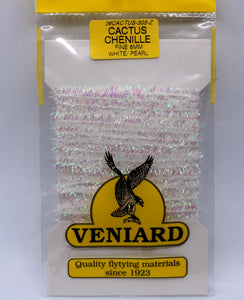 06CACTUS-303-Z
CACTUS
CHENILLE
FINE 6MM
WHITE/ PEARL
VENIARD
Quality flytying materials
since 1923